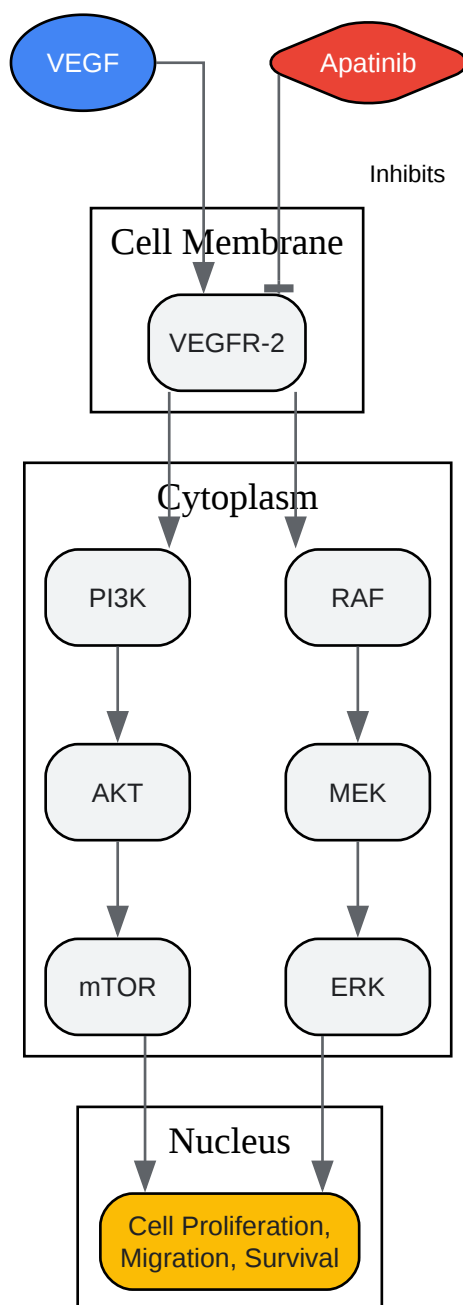 VEGF
Apatinib
Inhibits
Cell Membrane
VEGFR-2
Cytoplasm
PI3K
RAF
AKT
MEK
mTOR
ERK
Nucleus
Cell Proliferation,
Migration, Survival